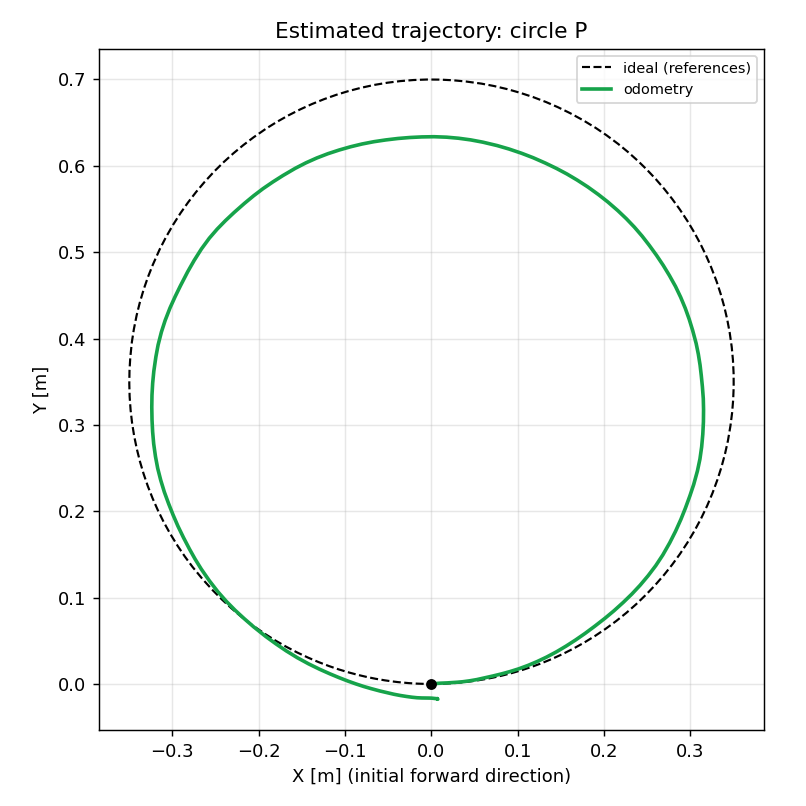 Estimated trajectory: circle P
ideal (references)
odometry
0.7
0.6
0.5
0.4
0.3
0.2
0.1
0.0
Y [m]
−0.3 −0.2 −0.1 0.0 0.1 0.2 0.3
X [m] (initial forward direction)